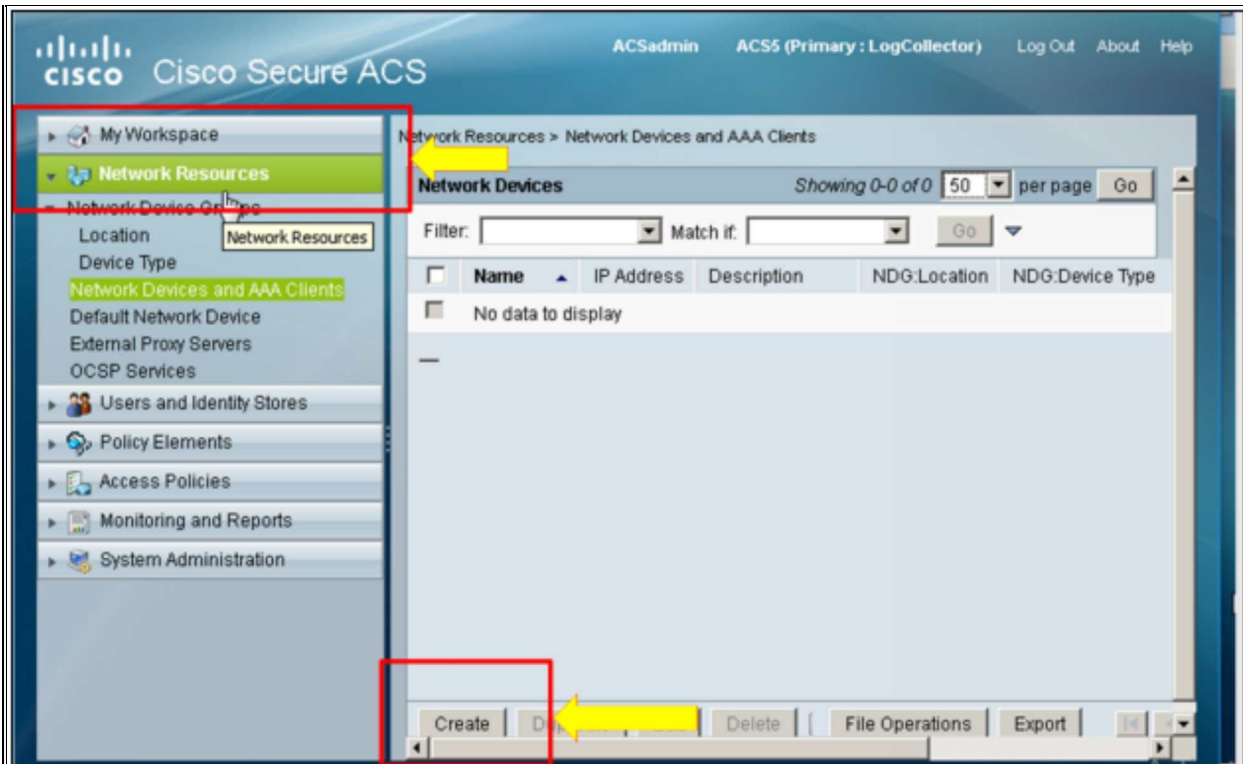 CISCO Cisco Secure ACS
ACSadmin ACS5 (Primary : LogCollector) Log Out About Help
My Workspace
Network Resources
Network Device
Location
Device Type
Network Devices and AAA Clients
Default Network Device
External Proxy Servers
OCSP Services
Users and Identity Stores
Policy Elements
Access Policies
Monitoring and Reports
System Administration
Network Resources
Network Resources > Network Devices and AAA Clients
Network Devices Showing 0-0 of 0 50 per page Go
Filter: Match if: Go
Name IP Address Description NDG:Location NDG:Device Type
No data to display
Create Delete File Operations Export